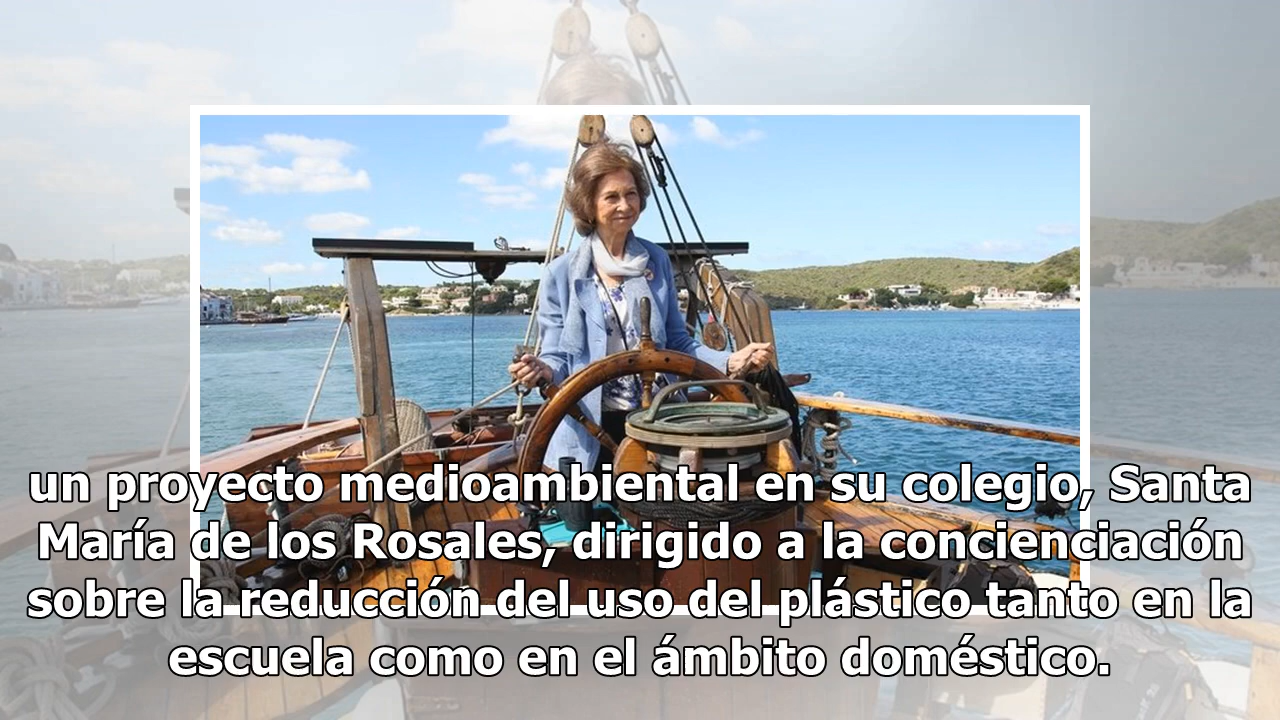 un proyecto medioambiental en su colegio, Santa
María de los Rosales, dirigido a la concienciación
sobre la reducción del uso del plástico tanto en la
escuela como en el ámbito doméstico.